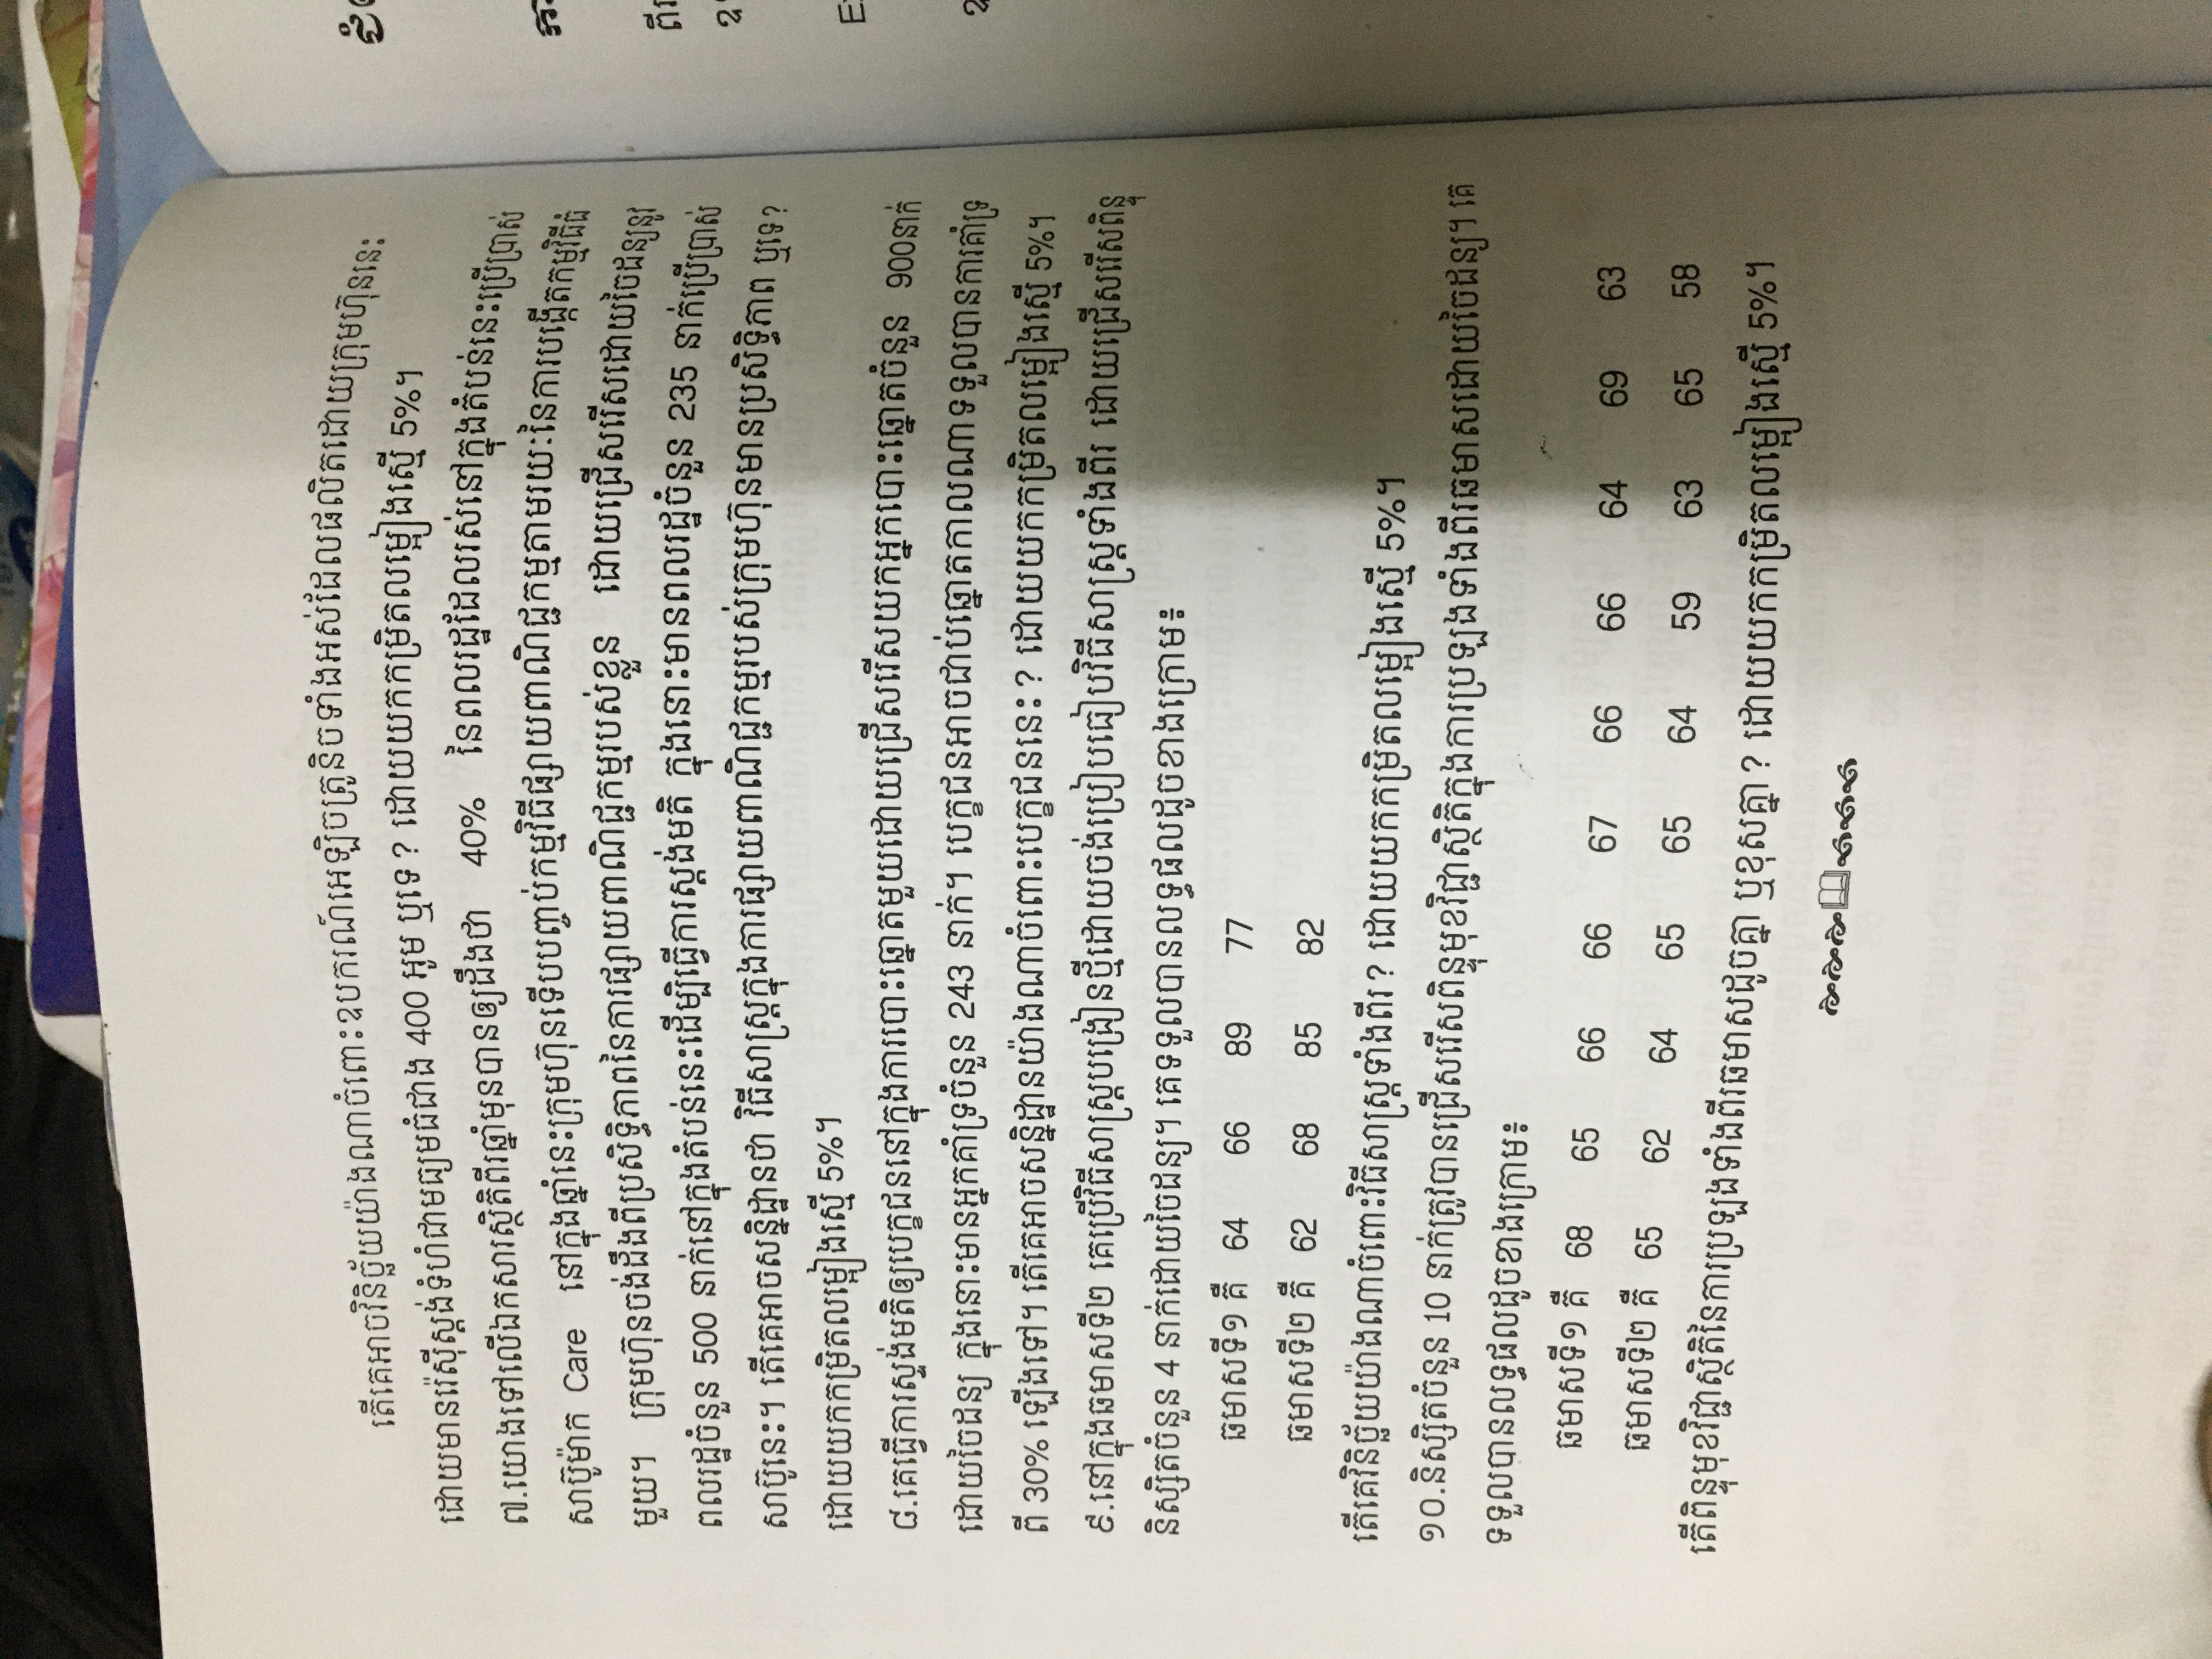 តើគេអាចវិនិច្ឆ័យយ៉ាងណាចំពោះឧបករណ៍អេឡិចត្រូនិចទាំងអស់ដែលផលិតដោយក្រុមហ៊ុននេះ
ដោយមានរ៉េស៊ីស្តង់ទំហំជាមធ្យមធំជាង 400 អូម ឬទេ? ដោយយកកម្រិតលម្អៀងស្មើ 5%។
៧.យោងទៅលើឯកសារស្ថិតិពីរឆ្នាំមុនបានឲ្យដឹងថា 40% នៃពលរដ្ឋដែលរស់នៅក្នុងតំបន់នេះប្រើប្រាស់
សាប៊ូម៉ាក Care នៅក្នុងឆ្នាំនេះក្រុមហ៊ុនទើបបញ្ចប់កម្មវិធីផ្សាយពាណិជ្ជកម្មតាមរយៈនៃការបង្កើតកម្មវិធីធំ
មួយ។ ក្រុមហ៊ុនចង់ដឹងពីប្រសិទ្ធិភាពនៃការផ្សាយពាណិជ្ជកម្មរបស់ខ្លួន ដោយជ្រើសរើសដោយចៃដន្យនូវ
ពលរដ្ឋចំនួន 500 នាក់នៅក្នុងតំបន់នេះដើម្បិធ្វើការស្តង់មតិ ក្នុងនោះមានពលរដ្ឋចំនួន 235 នាក់ប្រើប្រាស់
សាប៊ូនេះ។ តើគេអាចសន្និដ្ឋានថា វិធីសាស្ត្រក្នុងការផ្សាយពាណិជ្ជកម្មរបស់ក្រុមហ៊ុនមានប្រសិទ្ធិភាព ឬទេ?
ដោយយកកម្រិតលម្អៀងស្មើ 5%។
៨.គេធ្វើការស្ទង់មតិឲ្យបេក្ខជននៅក្នុងការបោះឆ្នោតមួយដោយជ្រើសរើសយកអ្នកបោះឆ្នោតចំនួន 900នាក់
ដោយចៃដន្យ ក្នុងនោះមានអ្នកគាំទ្រចំនួន 243 នាក់។ បេក្ខជនអាចជាប់ឆ្នោតកាលណាទទួលបានការគាំទ្រ
ពី 30% ឡើងទៅ។ តើគេអាចសន្និដ្ឋានយ៉ាងណាចំពោះបេក្ខជននេះ? ដោយយកកម្រិតលម្អៀងស្មើ 5%។
៩.នៅក្នុងឆមាសទី២ គេប្រើវិធីសាស្ត្របង្រៀនថ្មីដោយចង់ប្រៀបធៀបវិធីសាស្ត្រទាំងពីរ ដោយជ្រើសរើសពិន្ទុ
និស្សិតចំនួន 4 នាក់ដោយចៃដន្យ។ គេទទួលបានលទ្ធផលដូចខាងក្រោម៖
ឆមាសទី១ គឺ 64 66 89 77
ឆមាសទី២ គឺ 62 68 85 82
តើគេវិនិច្ឆ័យយ៉ាងណាចំពោះវិធីសាស្ត្រទាំងពីរ? ដោយយកកម្រិតលម្អៀងស្មើ 5%។
១០.និស្សិតចំនួន 10 នាក់ត្រូវបានជ្រើសរើសពិន្ទុមុខវិជ្ជាស្ថិតិក្នុងការប្រឡងទាំងពីរឆមាសដោយចៃដន្យ។ គេ
ទទួលបានលទ្ធផលដូចខាងក្រោម៖
ឆមាសទី១ គឺ 68 65 66 66 67 66 66 64 69 63
ឆមាសទី២ គឺ 65 62 64 65 65 64 59 63 65 58
តើពិន្ទុមុខវិជ្ជាស្ថិតិនៃការប្រឡងទាំងពីរឆមាសដូចគ្នា ឬខុសគ្នា? ដោយយកកម្រិតលម្អៀងស្មើ 5%។